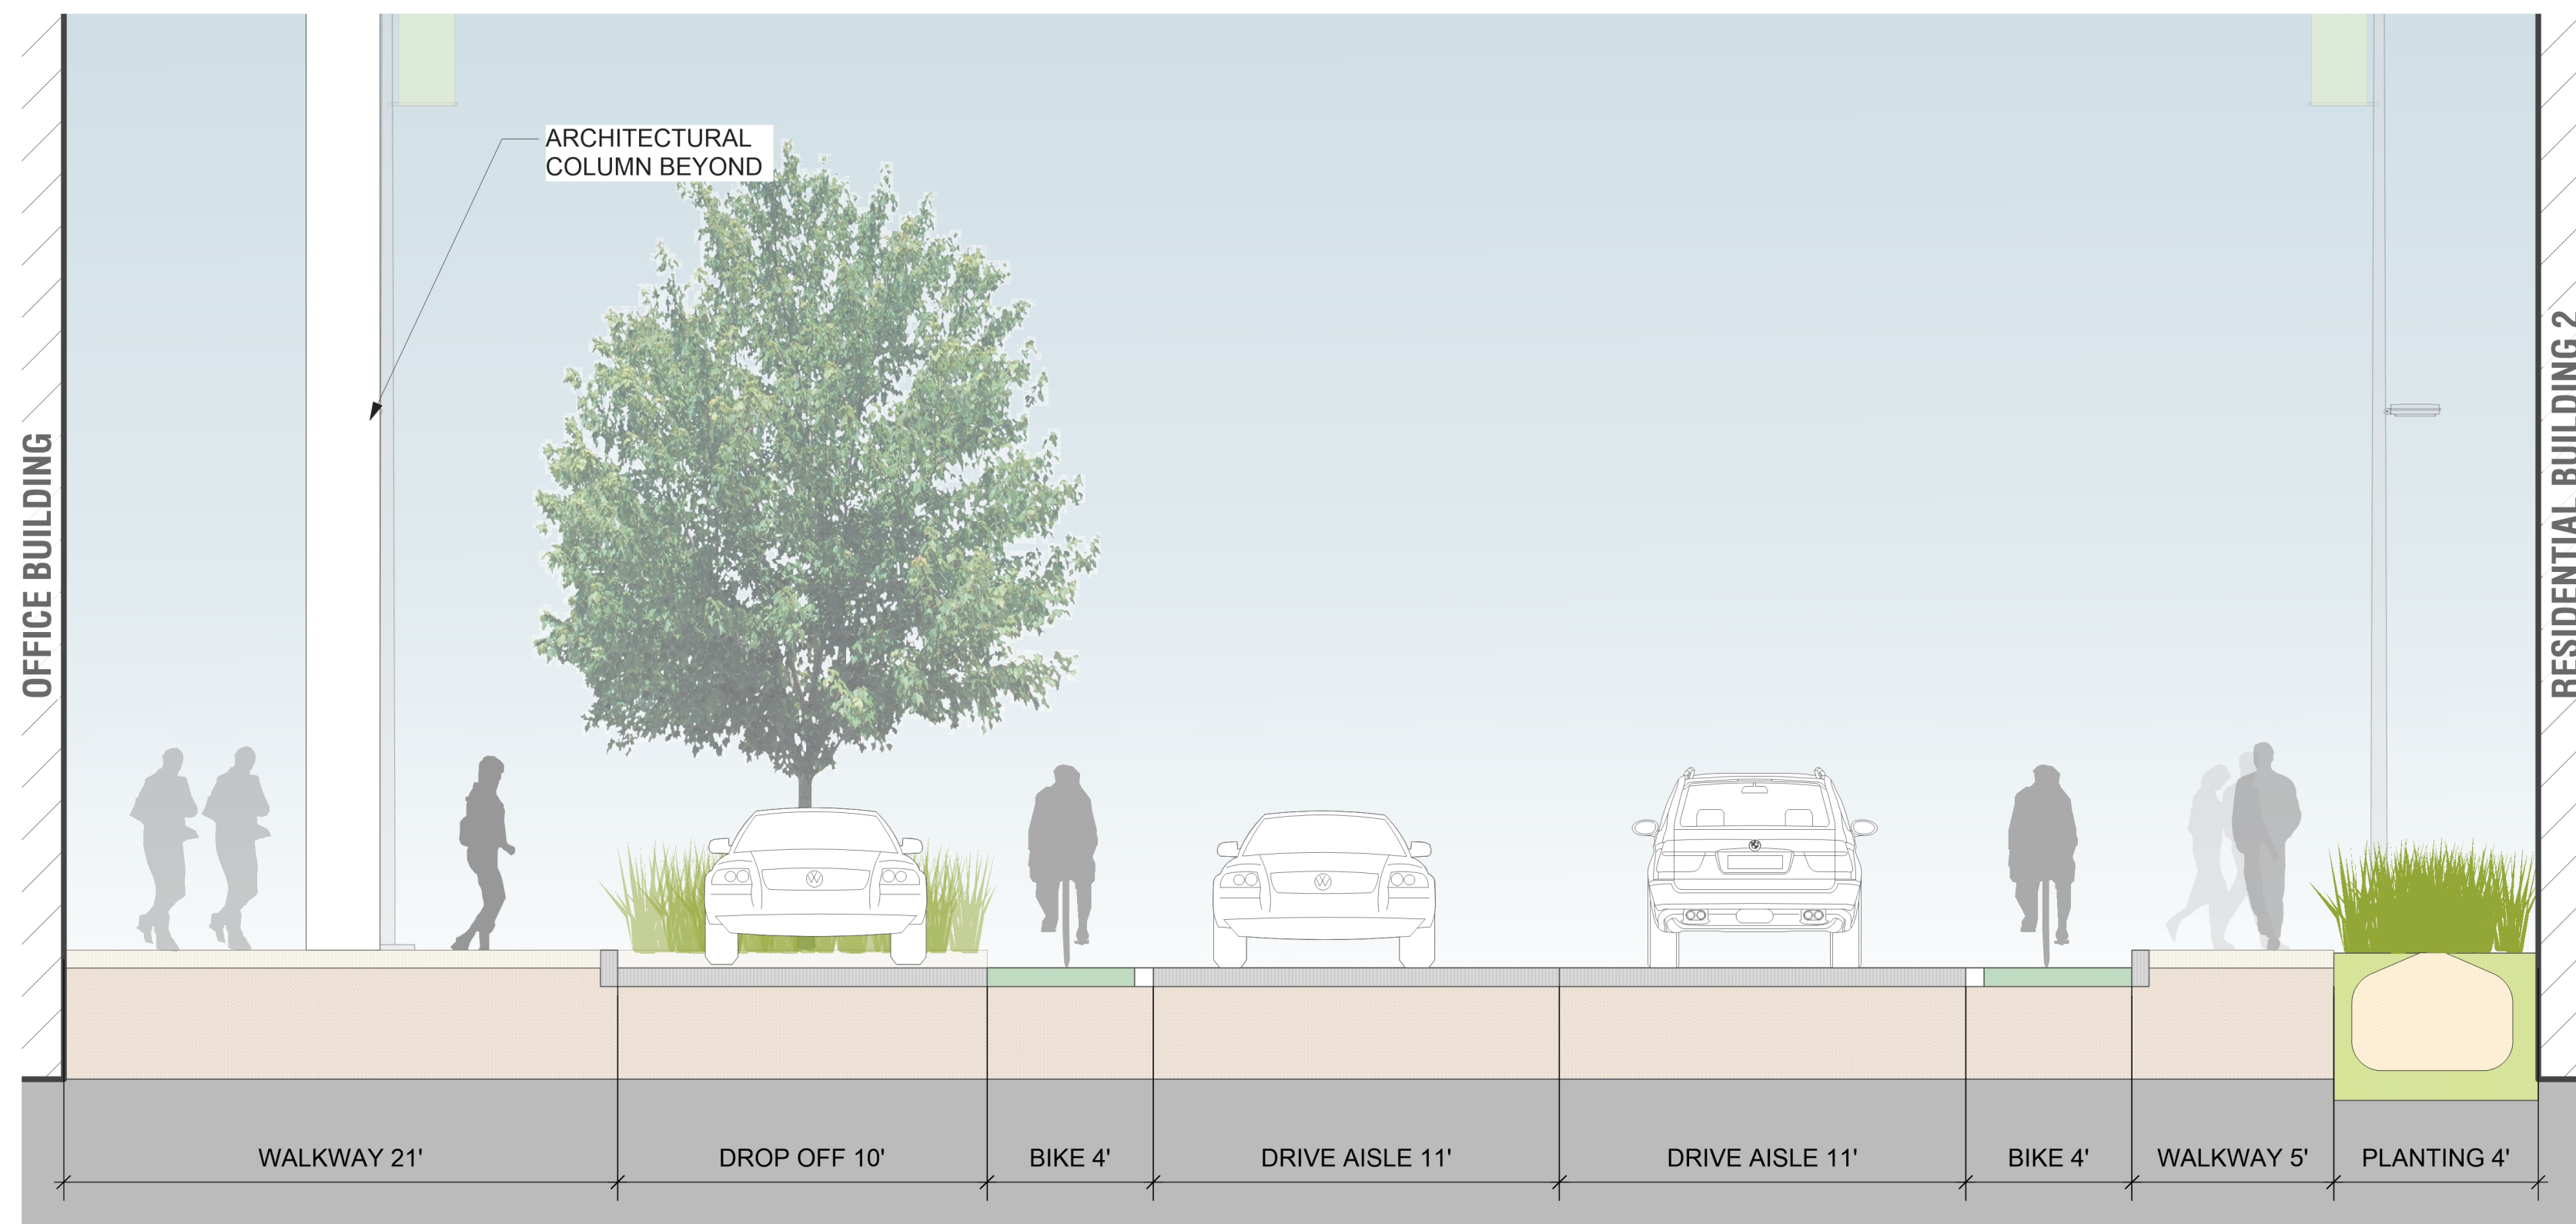 ARCHITECTURAL
COLUMN BEYOND
OFFICE BUILDING
RESIDENTIAL BUILDING 2
WALKWAY 21'
DROP OFF 10'
BIKE 4'
DRIVE AISLE 11'
DRIVE AISLE 11'
BIKE 4'
WALKWAY 5'
PLANTING 4'